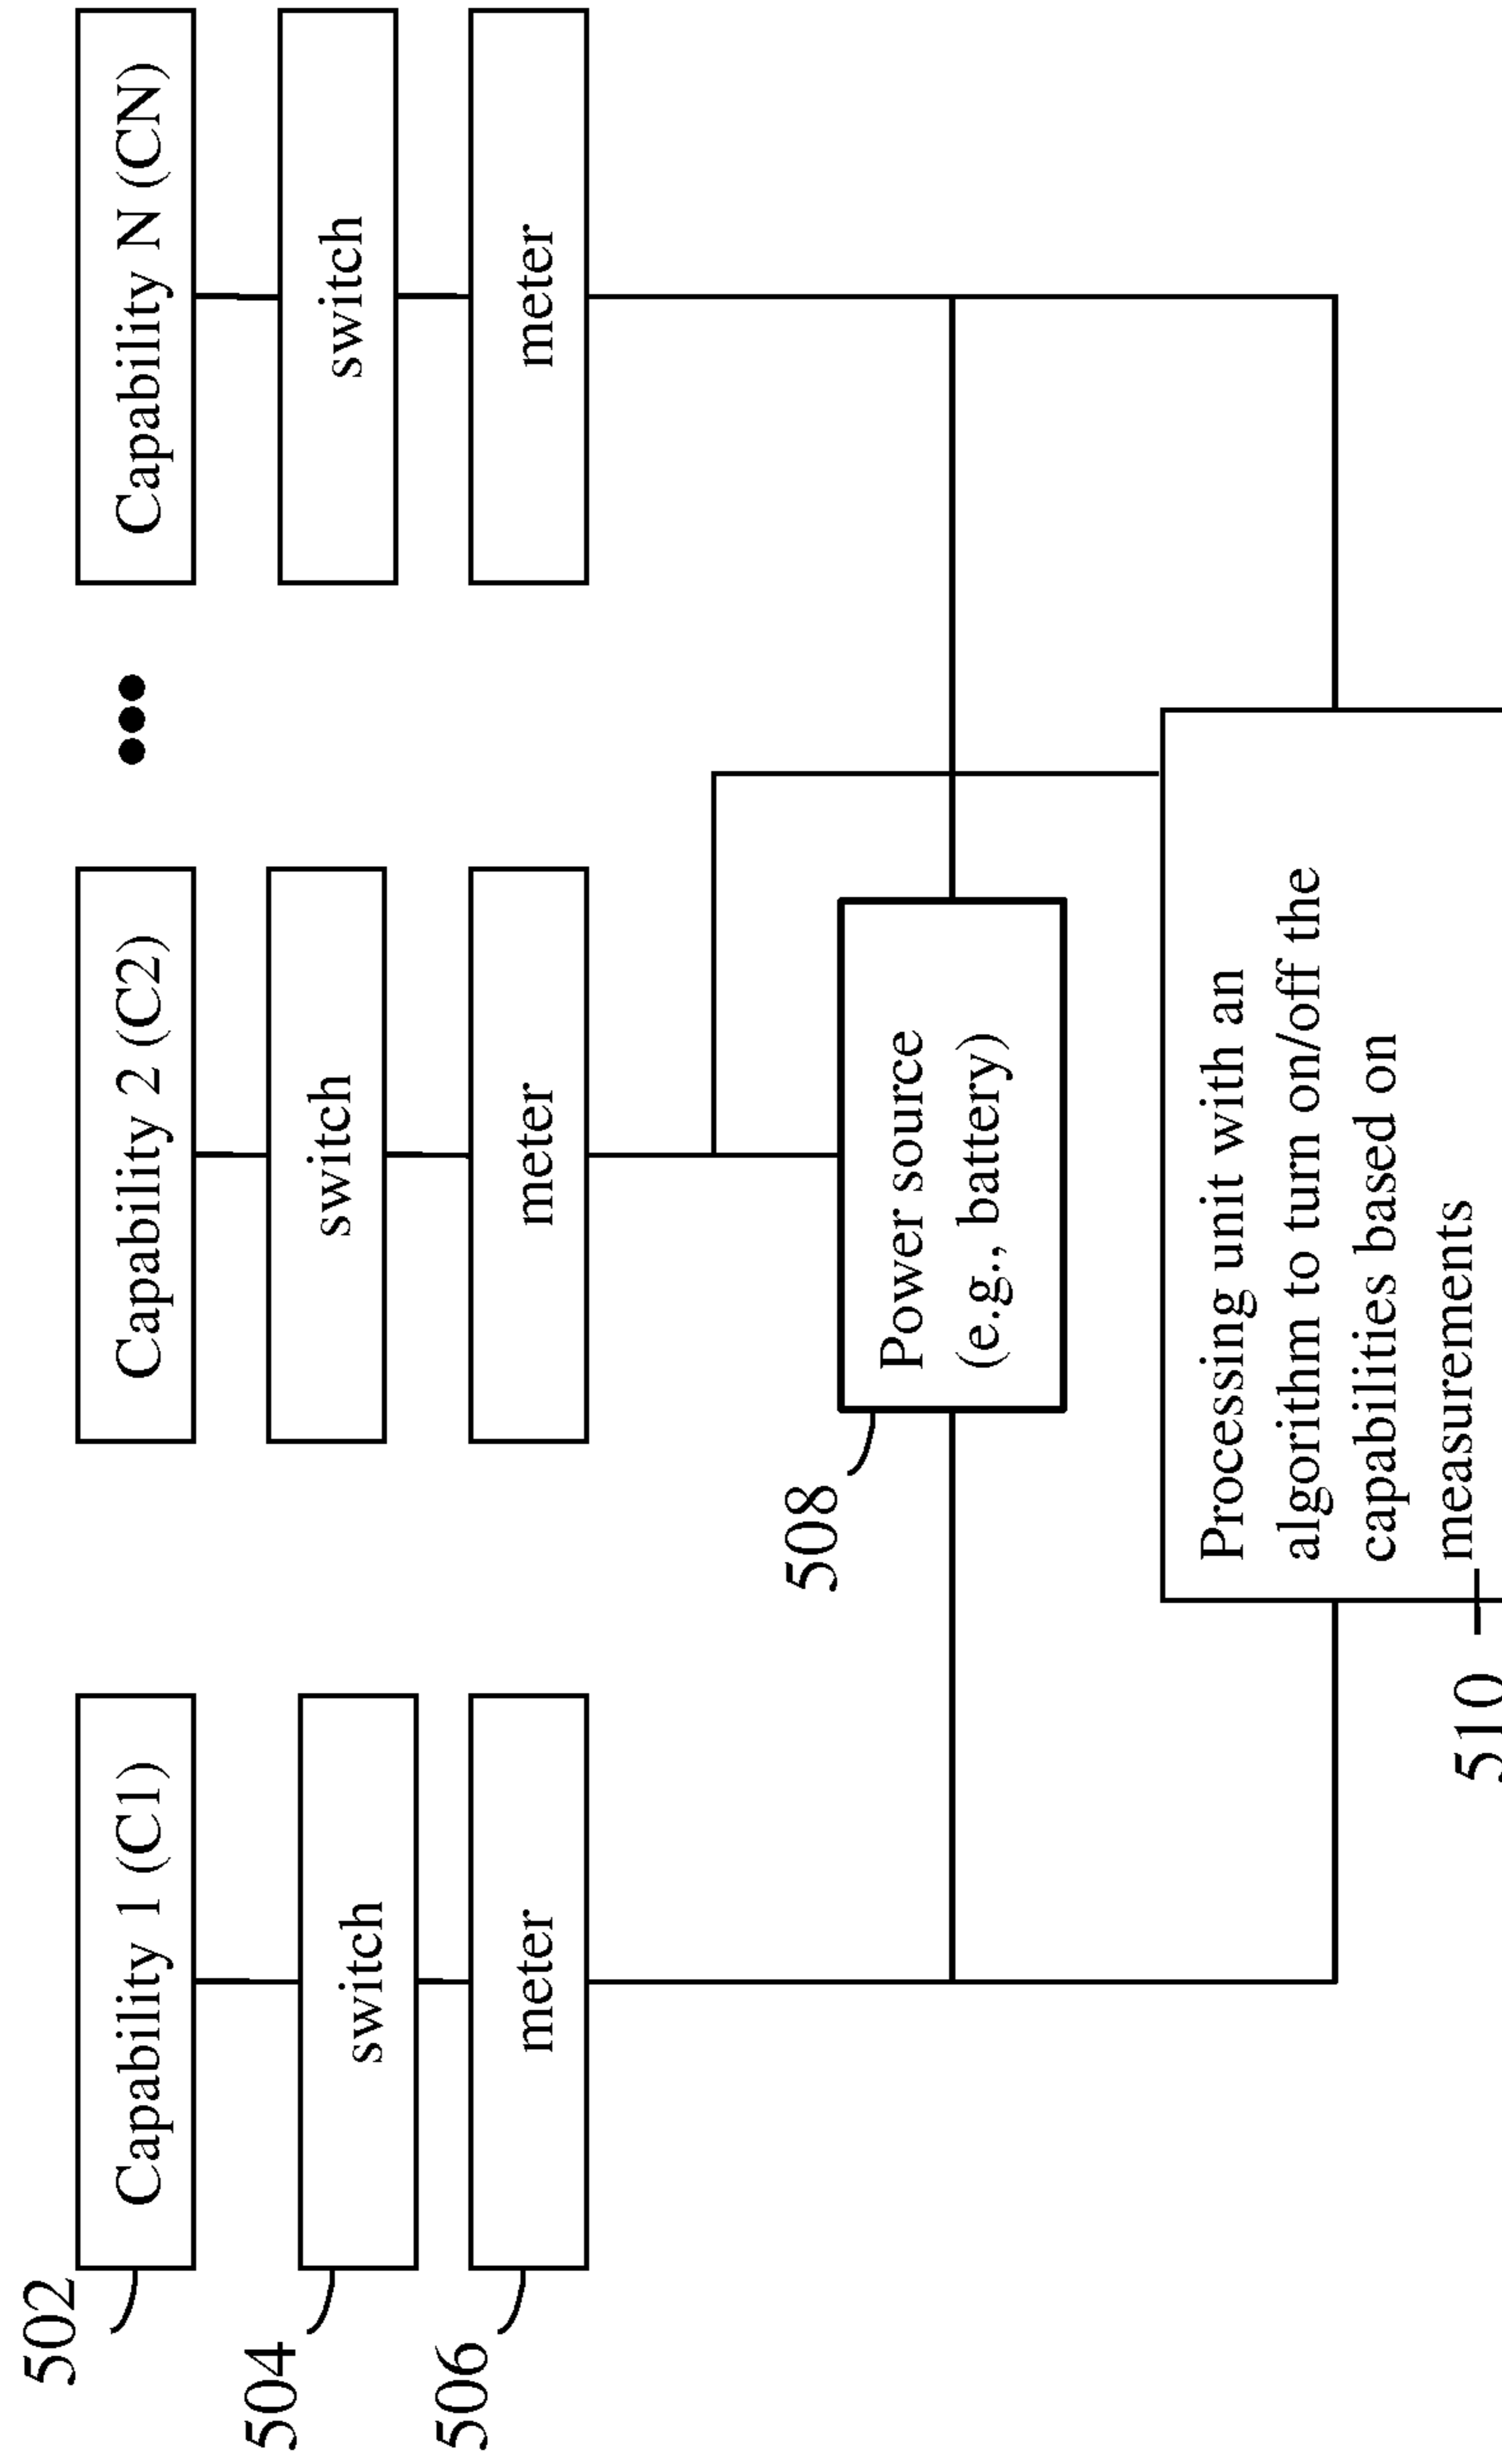 502
Capability 1 (C1)
Capability 2 (C2)
Capability N (CN)
504
switch
switch
switch
506
meter
meter
meter
508
Power source
(e.g., battery)
510
Processing unit with an
algorithm to turn on/off the
capabilities based on
measurements